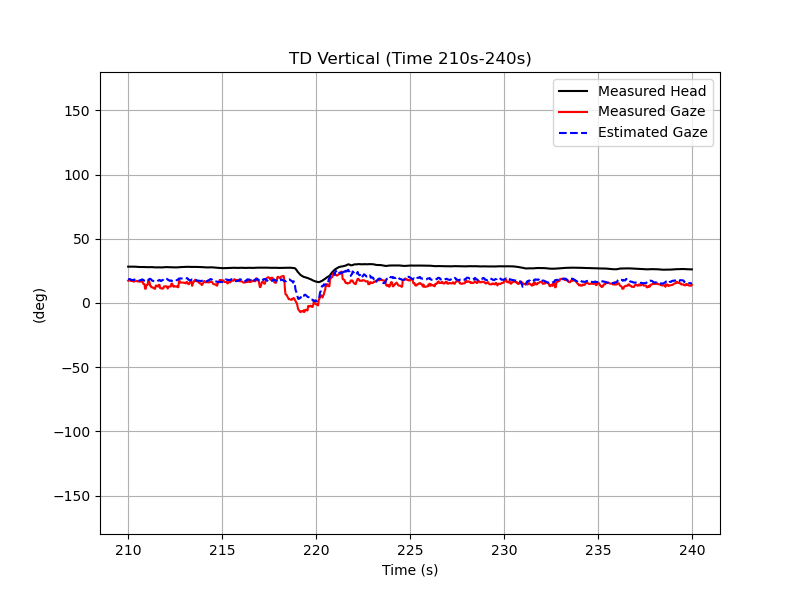 TD Vertical (Time 210s-240s)
Measured Head
Measured Gaze
Estimated Gaze
150
100
50
0
−50
−100
−150
(deg)
210 215 220 225 230 235 240
Time (s)